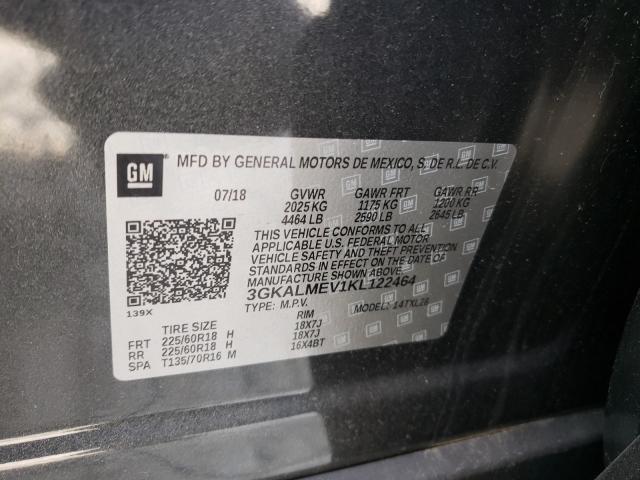 GM
MFD BY GENERAL MOTORS DE MEXICO, S. DE R.L. DE C.V.
07/18 GVWR GAWR FRT GAWR RR
2025 KG 1175 KG 1200 KG
4464 LB 2590 LB 2645 LB
THIS VEHICLE CONFORMS TO ALL
APPLICABLE U.S. FEDERAL MOTOR
VEHICLE SAFETY AND THEFT PREVENTION
STANDARDS IN EFFECT ON THE DATE OF
MANUFACTURE SHOWN ABOVE.
3GKALMEV1KL122464
TYPE: M.P.V. MODEL: 14TXL26
139X
TIRE SIZE RIM
FRT 225/60R18 H 18X7J
RR 225/60R18 H 18X7J
SPA T135/70R16 M 16X4BT